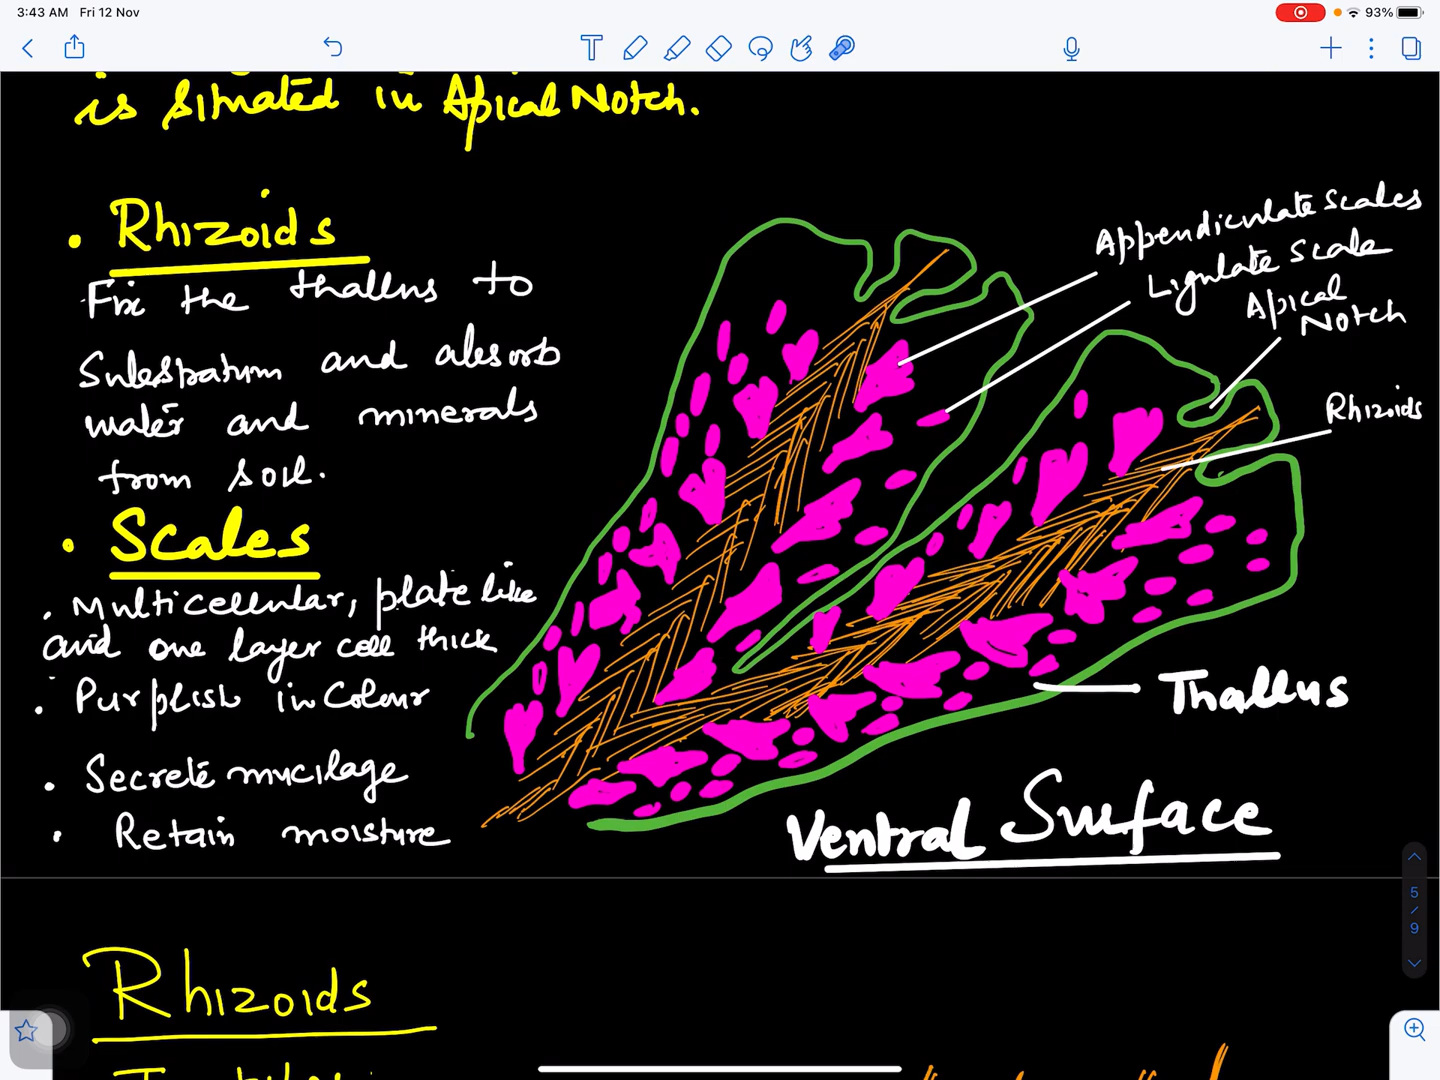 3:43 AM Fri 12 Nov
93%
is situated in Apical Notch.
• Rhizoids
Fix the thallus to
Substratum and absorb
water and minerals
from soil.
• Scales
. Multicellular, plate like
and one layer cell thick
. Purplish in Colour
. Secrete mucilage
• Retain moisture
Appendiculate Scales
Ligulate Scale
Apical
Notch
Rhizoids
Thallus
Ventral Surface
5
/
9
Rhizoids